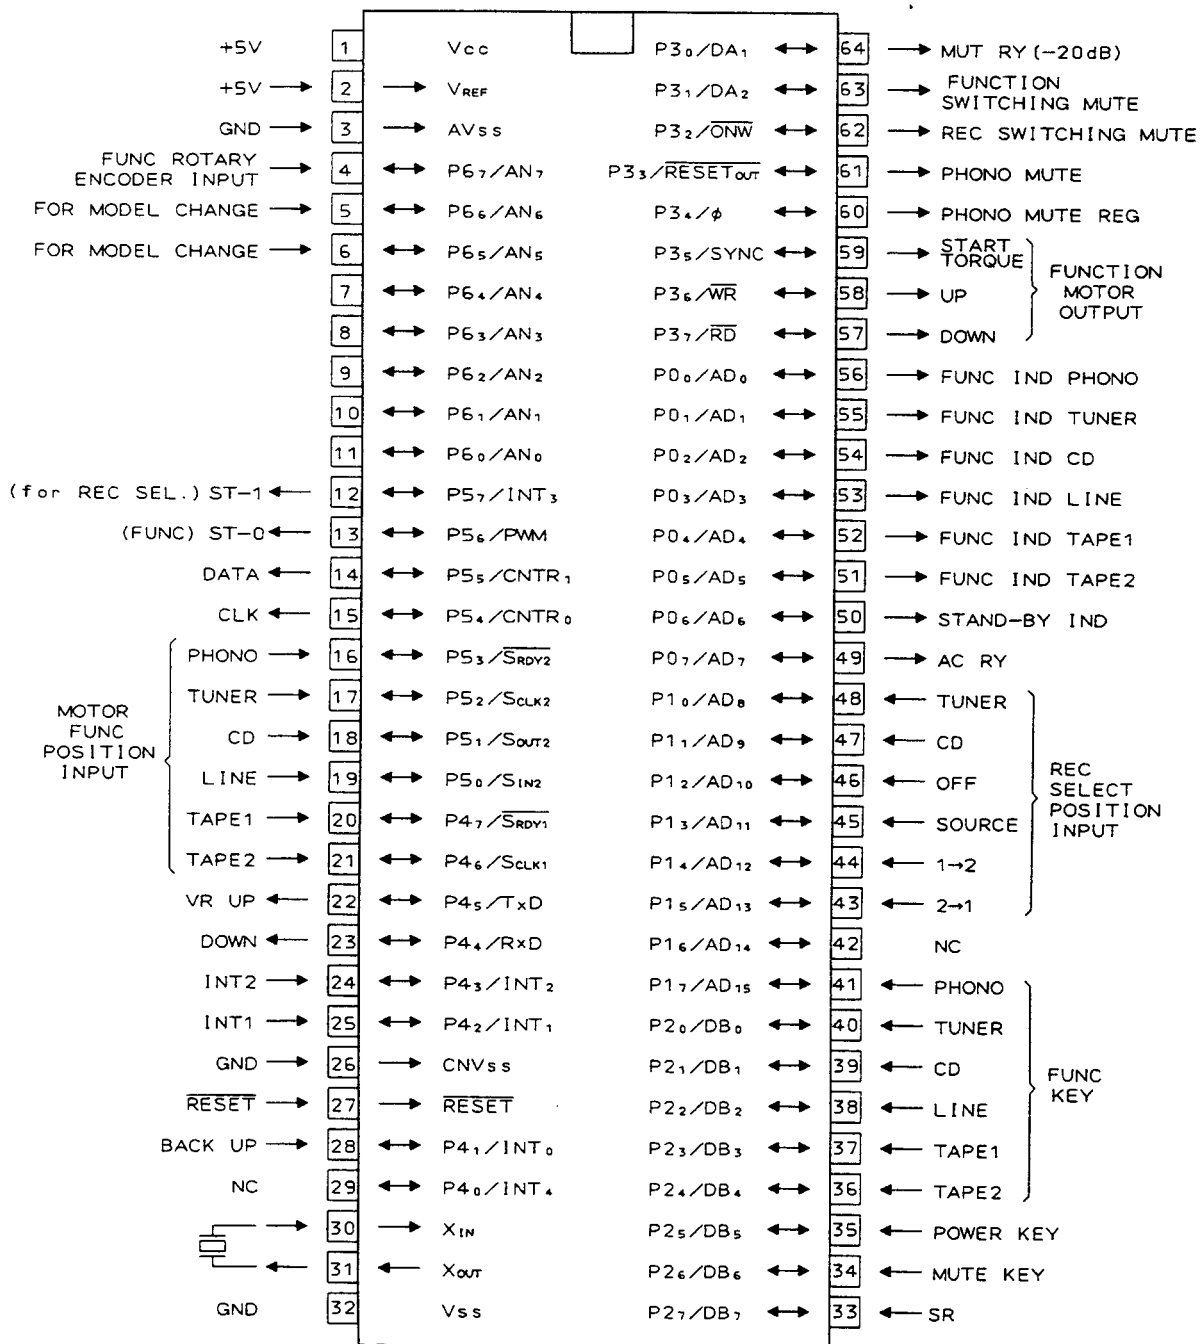 +5V 1 Vcc P3₀/DA₁ 64 MUT RY (-20dB)
+5V 2 VREF P3₁/DA₂ 63 FUNCTION SWITCHING MUTE
GND 3 AVss P3₂/ONW 62 REC SWITCHING MUTE
FUNC ROTARY ENCODER INPUT 4 P6₇/AN₇ P3₃/RESETOUT 61 PHONO MUTE
FOR MODEL CHANGE 5 P6₆/AN₆ P3₄/ϕ 60 PHONO MUTE REG
FOR MODEL CHANGE 6 P6₅/AN₅ P3₅/SYNC 59 START TORQUE
7 P6₄/AN₄ P3₆/WR 58 UP
FUNCTION MOTOR OUTPUT
8 P6₃/AN₃ P3₇/RD 57 DOWN
9 P6₂/AN₂ P0₀/AD₀ 56 FUNC IND PHONO
10 P6₁/AN₁ P0₁/AD₁ 55 FUNC IND TUNER
11 P6₀/AN₀ P0₂/AD₂ 54 FUNC IND CD
(for REC SEL.) ST-1 12 P5₇/INT₃ P0₃/AD₃ 53 FUNC IND LINE
(FUNC) ST-0 13 P5₆/PWM P0₄/AD₄ 52 FUNC IND TAPE1
DATA 14 P5₅/CNTR₁ P0₅/AD₅ 51 FUNC IND TAPE2
CLK 15 P5₄/CNTR₀ P0₆/AD₆ 50 STAND-BY IND
PHONO 16 P5₃/SRDY2 P0₇/AD₇ 49 AC RY
TUNER 17 P5₂/SCLK2 P1₀/AD₈ 48 TUNER
MOTOR FUNC POSITION INPUT
CD 18 P5₁/SOUT2 P1₁/AD₉ 47 CD
LINE 19 P5₀/SIN2 P1₂/AD₁₀ 46 OFF
REC SELECT POSITION INPUT
TAPE1 20 P4₇/SRDY1 P1₃/AD₁₁ 45 SOURCE
TAPE2 21 P4₆/SCLK1 P1₄/AD₁₂ 44 1→2
VR UP 22 P4₅/TxD P1₅/AD₁₃ 43 2→1
DOWN 23 P4₄/RxD P1₆/AD₁₄ 42 NC
INT2 24 P4₃/INT₂ P1₇/AD₁₅ 41 PHONO
INT1 25 P4₂/INT₁ P2₀/DB₀ 40 TUNER
GND 26 CNVss P2₁/DB₁ 39 CD
FUNC KEY
RESET 27 RESET P2₂/DB₂ 38 LINE
BACK UP 28 P4₁/INT₀ P2₃/DB₃ 37 TAPE1
NC 29 P4₀/INT₄ P2₄/DB₄ 36 TAPE2
30 XIN P2₅/DB₅ 35 POWER KEY
31 XOUT P2₆/DB₆ 34 MUTE KEY
GND 32 Vss P2₇/DB₇ 33 SR